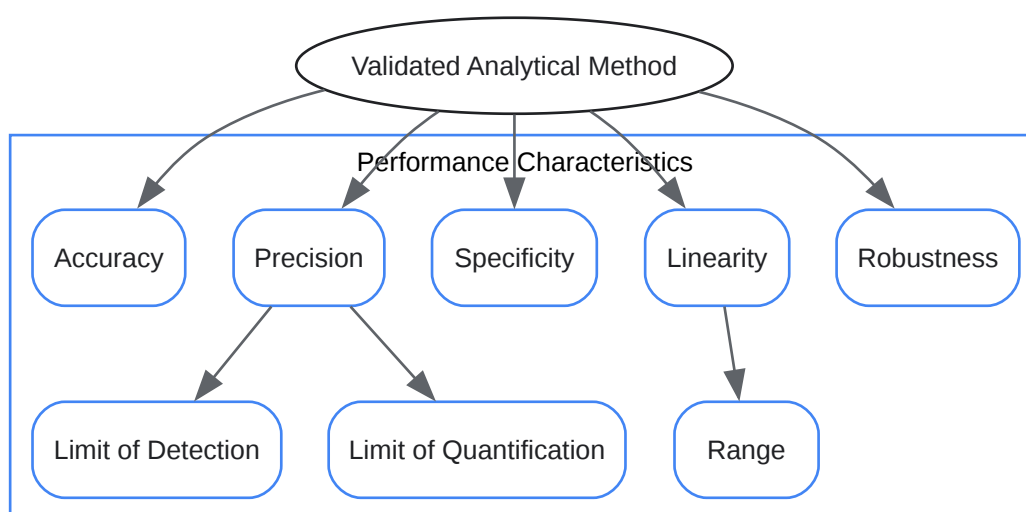 Validated Analytical Method
Performance Characteristics
Accuracy
Precision
Specificity
Linearity
Robustness
Limit of Detection
Limit of Quantification
Range